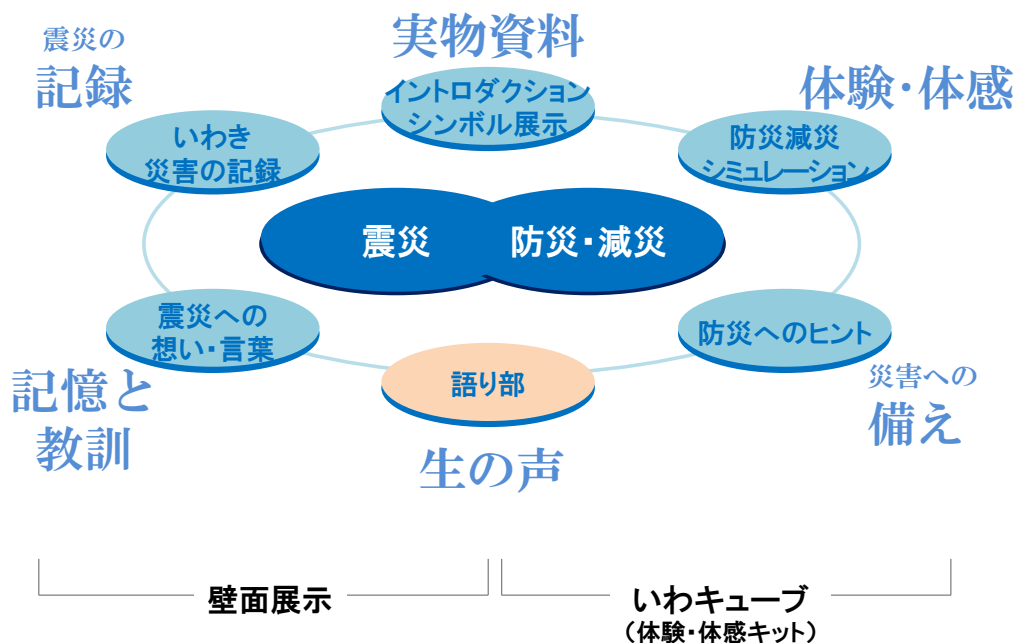 震災の
記録
実物資料
体験・体感
イントロダクション
シンボル展示
いわき
災害の記録
防災減災
シミュレーション
震災
防災・減災
震災への
想い・言葉
防災へのヒント
語り部
記憶と
教訓
災害への
備え
生の声
壁面展示
いわキューブ
（体験・体感キット）